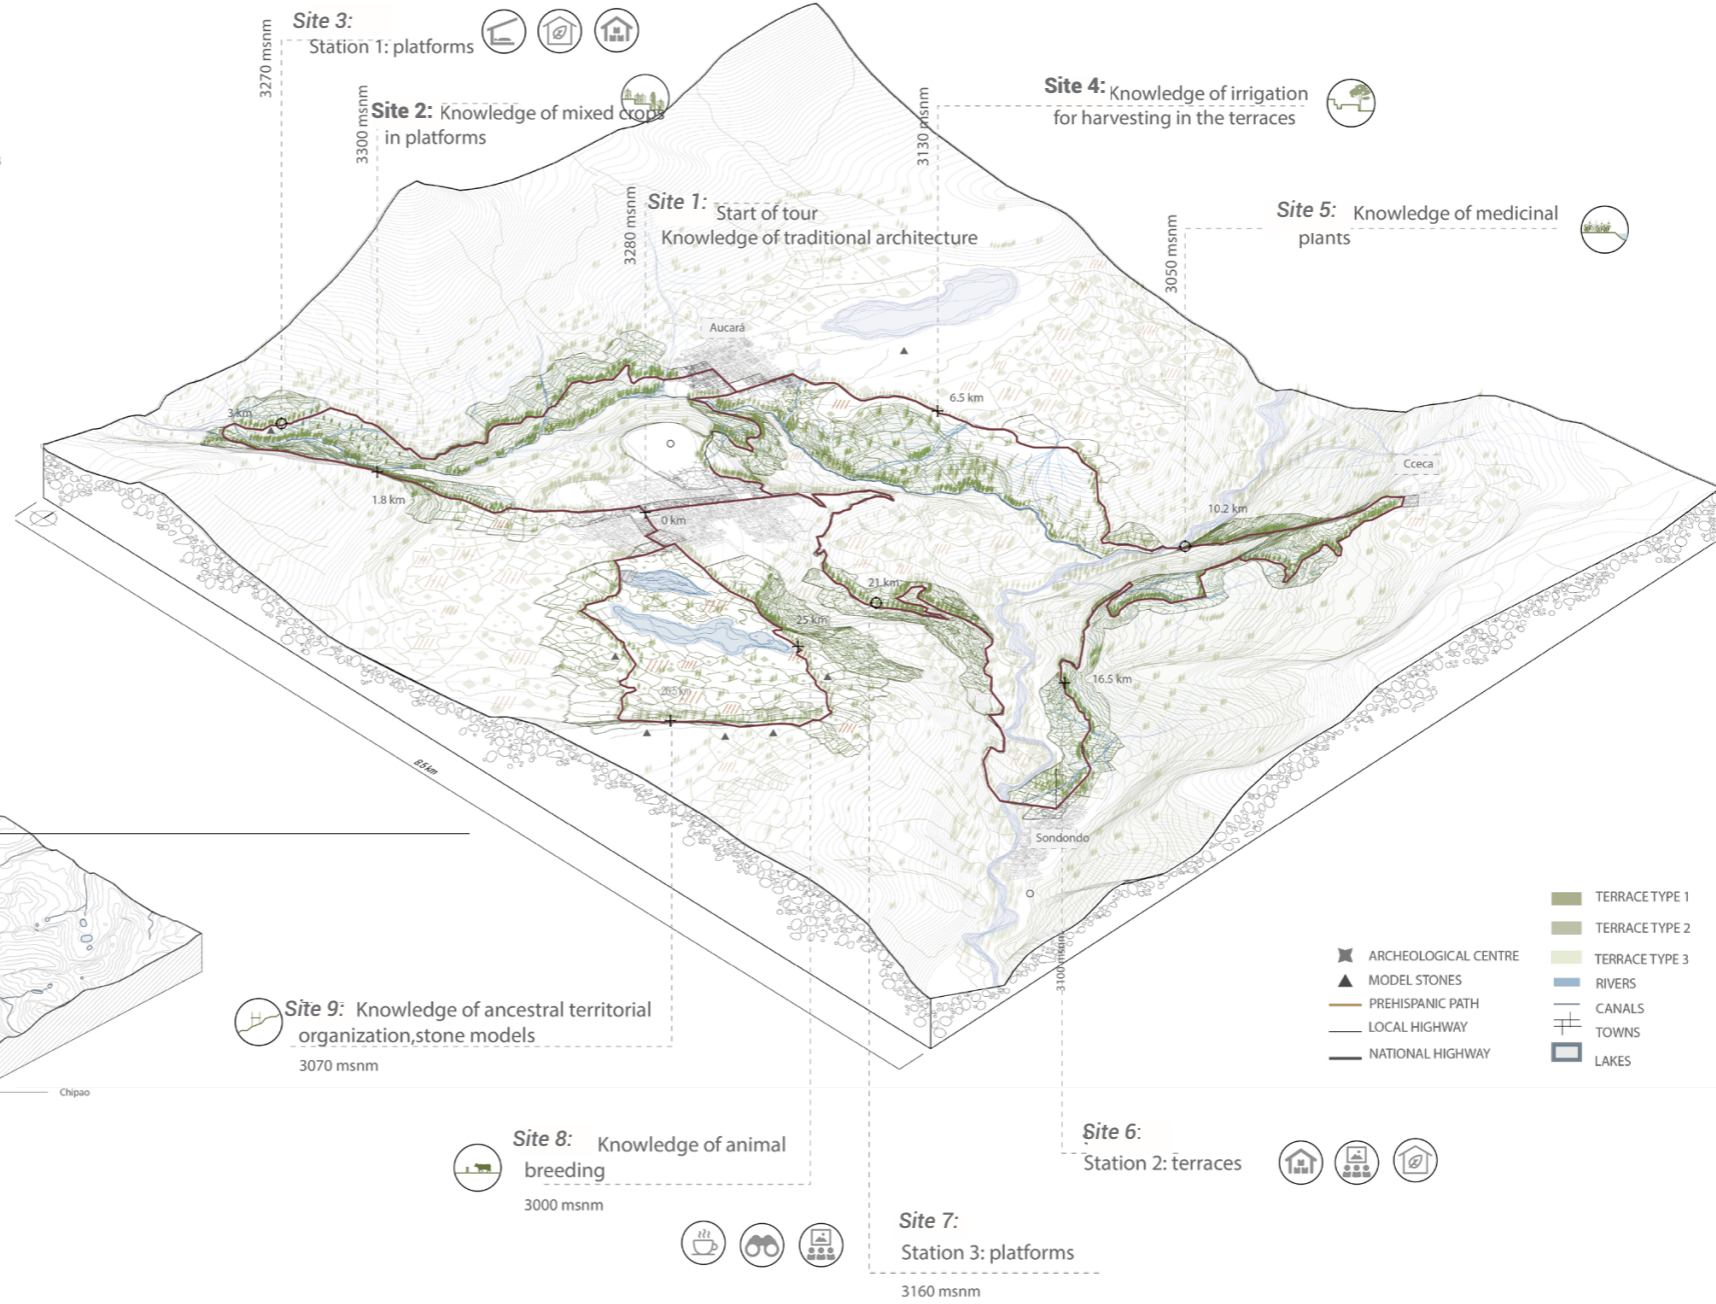 Site 3:
Station 1: platforms
3270 msnm
Site 2: Knowledge of mixed crops
in platforms
3300 msnm
Site 4: Knowledge of irrigation
for harvesting in the terraces
3130 msnm
Site 1: Start of tour
Knowledge of traditional architecture
3280 msnm
Site 5: Knowledge of medicinal
plants
3050 msnm
Aucará
3 km
6.5 km
Cceca
1.8 km
0 km
10.2 km
21 km
25 km
16.5 km
8.5 km
Sondondo
3100 msnm
TERRACE TYPE 1
TERRACE TYPE 2
TERRACE TYPE 3
RIVERS
CANALS
TOWNS
LAKES
ARCHEOLOGICAL CENTRE
MODEL STONES
PREHISPANIC PATH
LOCAL HIGHWAY
NATIONAL HIGHWAY
Site 9: Knowledge of ancestral territorial
organization,stone models
3070 msnm
Chipao
Site 8: Knowledge of animal
breeding
3000 msnm
Site 6:
Station 2: terraces
Site 7:
Station 3: platforms
3160 msnm